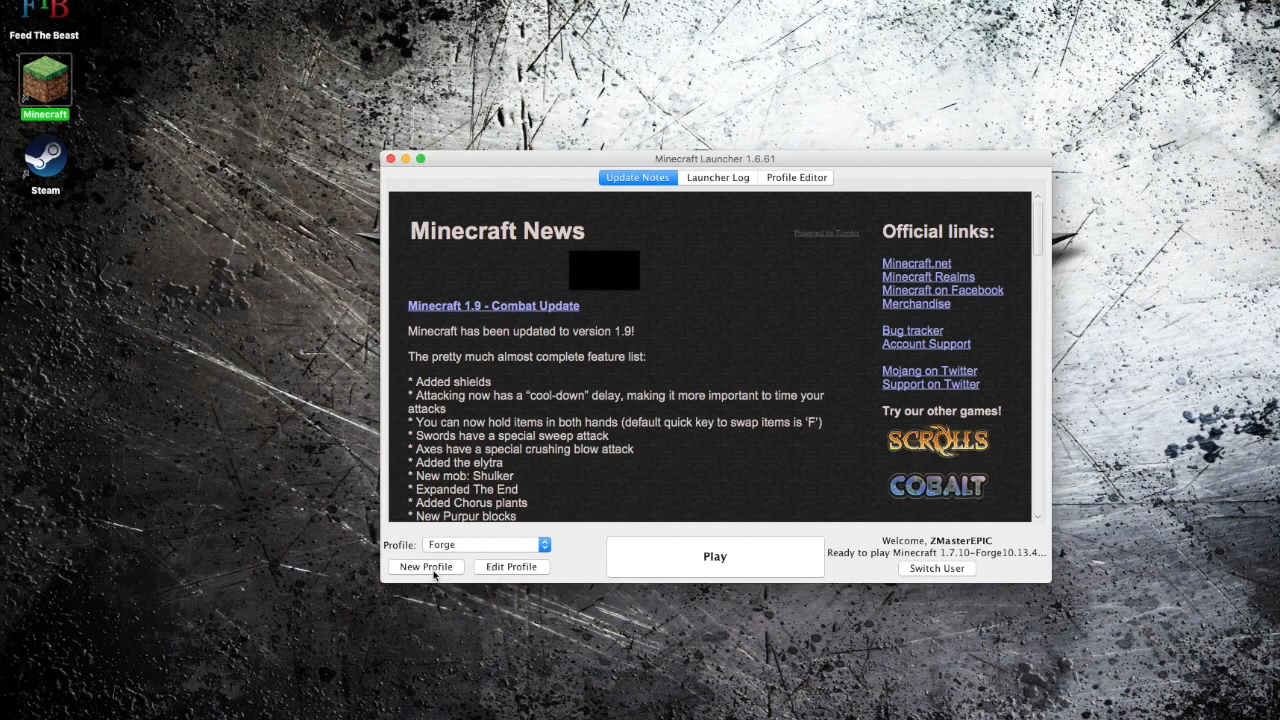 FTB
Feed The Beast
Minecraft
Steam
Minecraft Launcher 1.6.61
Update Notes
Launcher Log
Profile Editor
Minecraft News
Powered by Tumblr
Minecraft 1.9 - Combat Update
Minecraft has been updated to version 1.9!
The pretty much almost complete feature list:
* Added shields
* Attacking now has a “cool-down” delay, making it more important to time your
attacks
* You can now hold items in both hands (default quick key to swap items is 'F')
* Swords have a special sweep attack
* Axes have a special crushing blow attack
* Added the elytra
* New mob: Shulker
* Expanded The End
* Added Chorus plants
* New Purpur blocks
Official links:
Minecraft.net
Minecraft Realms
Minecraft on Facebook
Merchandise
Bug tracker
Account Support
Mojang on Twitter
Support on Twitter
Try our other games!
SCROLLS
COBALT
Profile:
Forge
New Profile
Edit Profile
Play
Welcome, ZMasterEPIC
Ready to play Minecraft 1.7.10-Forge10.13.4...
Switch User